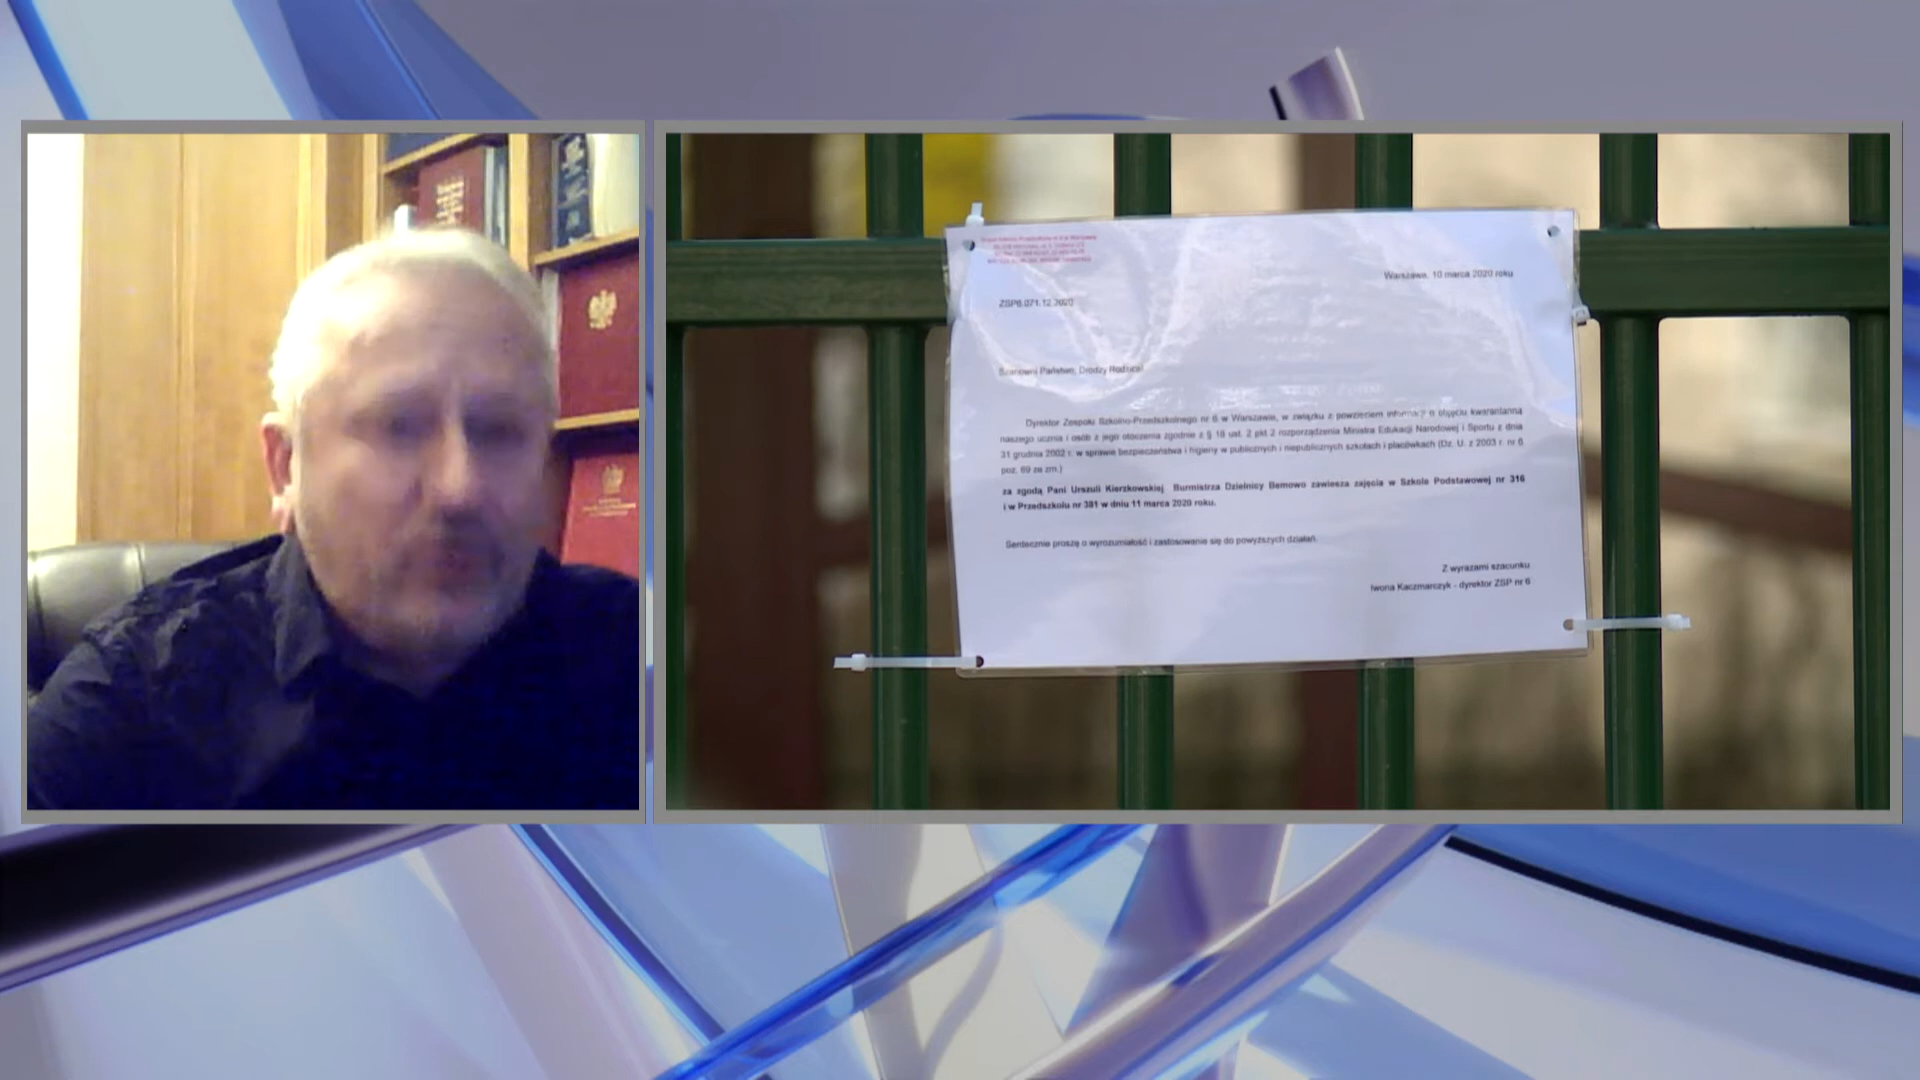 Warszawa, 10 marca 2020 roku
ZSP6.071.12.2020
Szanowni Państwo, Drodzy Rodzice!
Dyrektor Zespołu Szkolno-Przedszkolnego nr 6 w Warszawie, w związku z powzięciem informacji o objęciu kwarantanną
naszego ucznia i osób z jego otoczenia zgodnie z § 18 ust. 2 pkt 2 rozporządzenia Ministra Edukacji Narodowej i Sportu z dnia
31 grudnia 2002 r. w sprawie bezpieczeństwa i higieny w publicznych i niepublicznych szkołach i placówkach (Dz. U. z 2003 r. nr 6
poz. 69 ze zm.)
za zgodą Pani Urszuli Kierzkowskiej Burmistrza Dzielnicy Bemowo zawiesza zajęcia w Szkole Podstawowej nr 316
i w Przedszkolu nr 381 w dniu 11 marca 2020 roku.
Serdecznie proszę o wyrozumiałość i zastosowanie się do powyższych działań.
Z wyrazami szacunku
Iwona Kaczmarczyk - dyrektor ZSP nr 6